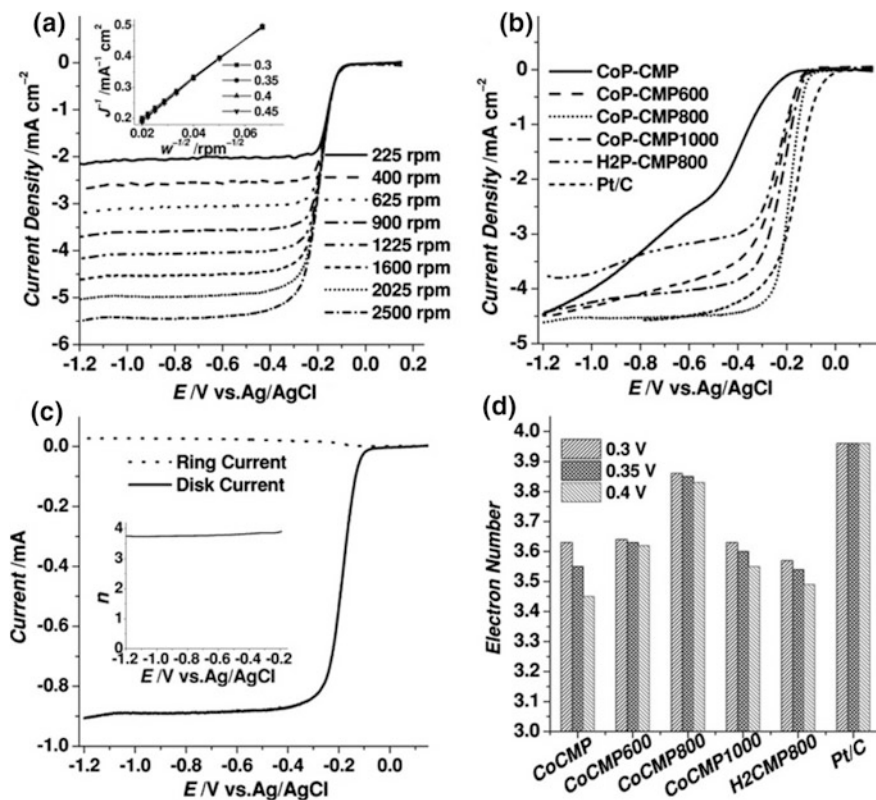 (a)
0.5
0.4
0.3
0.2
J⁻¹ /mA⁻¹ cm²
0.3
0.35
0.4
0.45
0.02 0.04 0.06
w⁻¹/² /rpm⁻¹/²
0
-1
-2
-3
-4
-5
-6
Current Density /mA cm⁻²
225 rpm
400 rpm
625 rpm
900 rpm
1225 rpm
1600 rpm
2025 rpm
2500 rpm
-1.2 -1.0 -0.8 -0.6 -0.4 -0.2 0.0
E /V vs.Ag/AgCl
(b)
0
-1
-2
-3
-4
-5
Current Density /mA cm⁻²
CoP-CMP
CoP-CMP600
CoP-CMP800
CoP-CMP1000
H2P-CMP800
Pt/C
-1.2 -1.0 -0.8 -0.6 -0.4 -0.2 0.0
E /V vs.Ag/AgCl
(c)
0.0
-0.2
-0.4
-0.6
-0.8
-1.0
Current /mA
Ring Current
Disk Current
4
3
2
1
0
n
-1.2 -1.0 -0.8 -0.6 -0.4 -0.2
E /V vs.Ag/AgCl
-1.2 -1.0 -0.8 -0.6 -0.4 -0.2 0.0
E /V vs.Ag/AgCl
(d)
4.0
3.9
3.8
3.7
3.6
3.5
3.4
3.3
3.2
3.1
3.0
Electron Number
0.3 V
0.35 V
0.4 V
CoCMP
CoCMP600
CoCMP800
CoCMP1000
H2CMP800
Pt/C